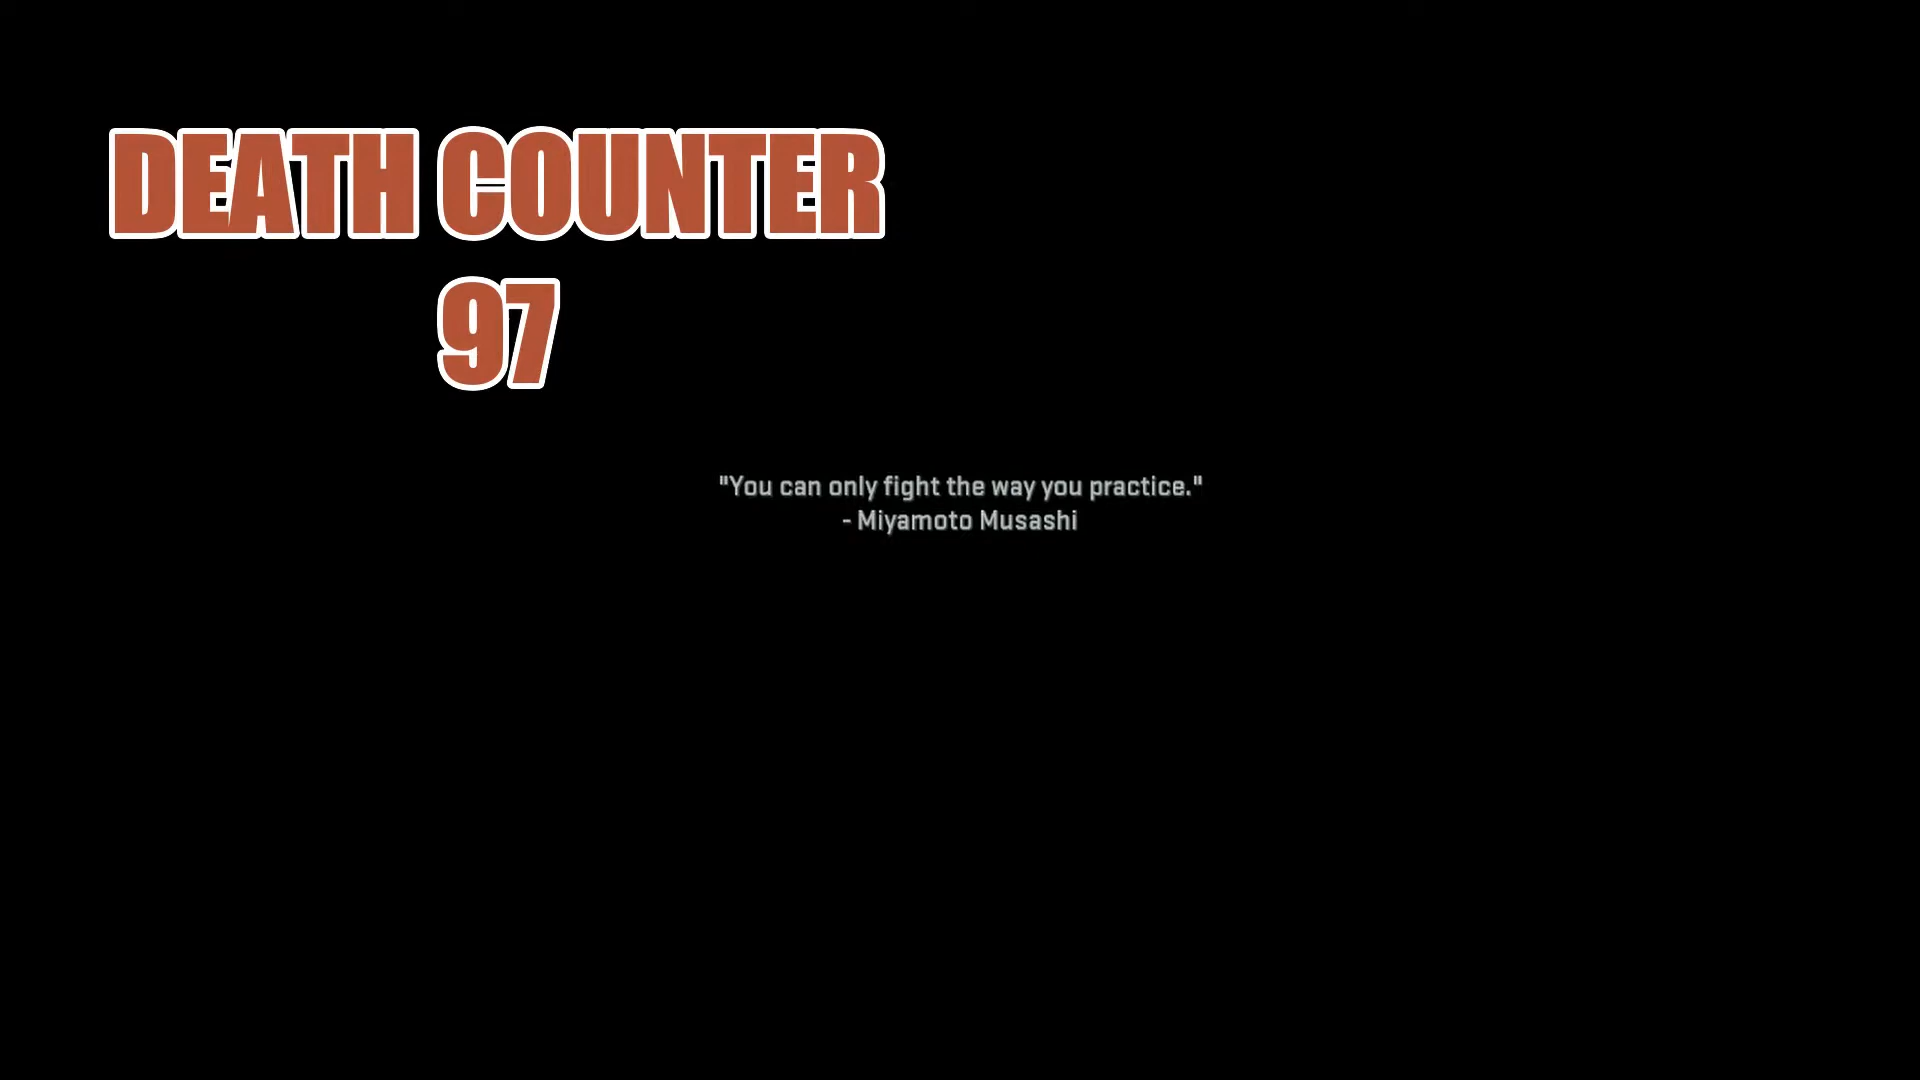 DEATH COUNTER
97
"You can only fight the way you practice."
- Miyamoto Musashi